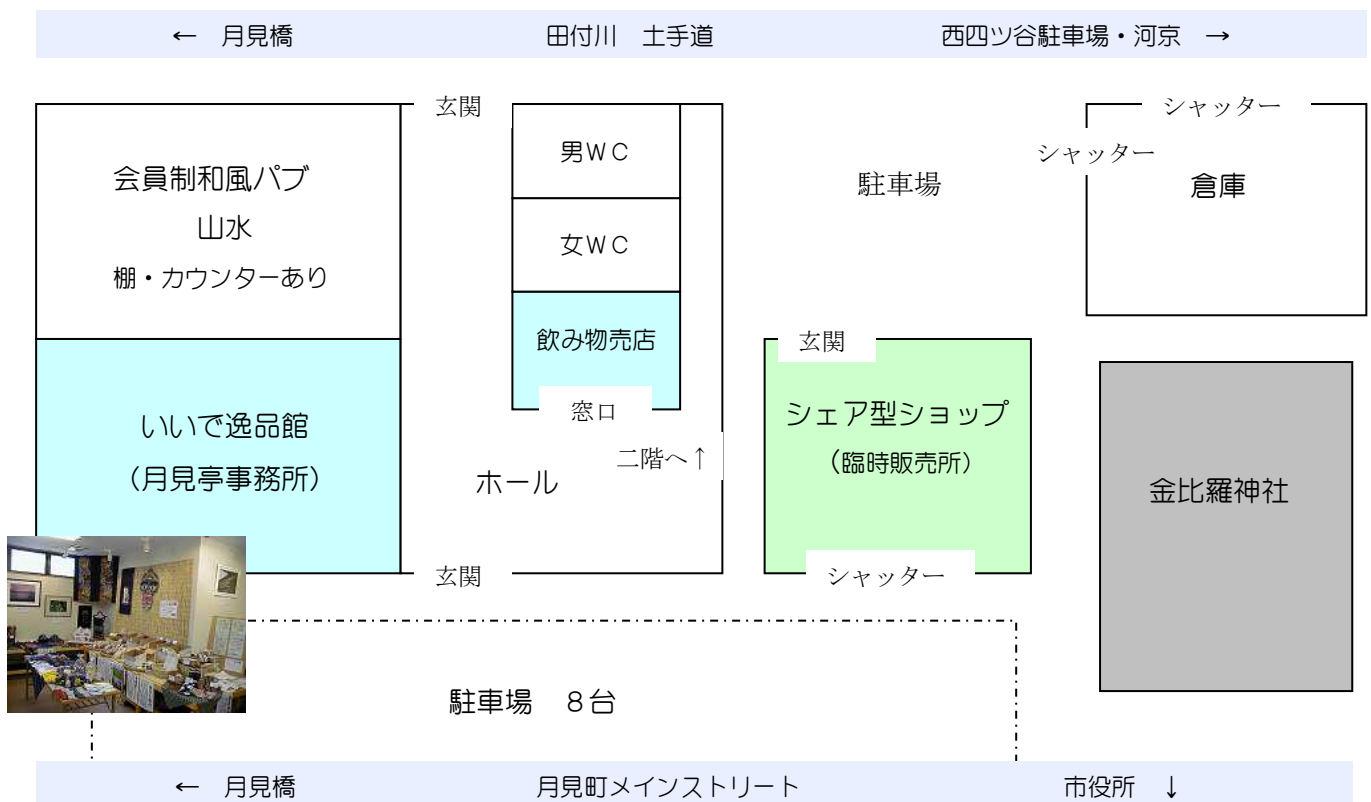 ← 月見橋
田付川 土手道
西四ツ谷駐車場・河京 →
玄関
シャッター
男ＷＣ
シャッター
会員制和風パブ
駐車場
倉庫
山水
女ＷＣ
棚・カウンターあり
飲み物売店
玄関
窓口
シェア型ショップ
いいで逸品館
二階へ↑
（臨時販売所）
（月見亭事務所）
ホール
金比羅神社
玄関
シャッター
駐車場 ８台
← 月見橋
月見町メインストリート
市役所 ↓